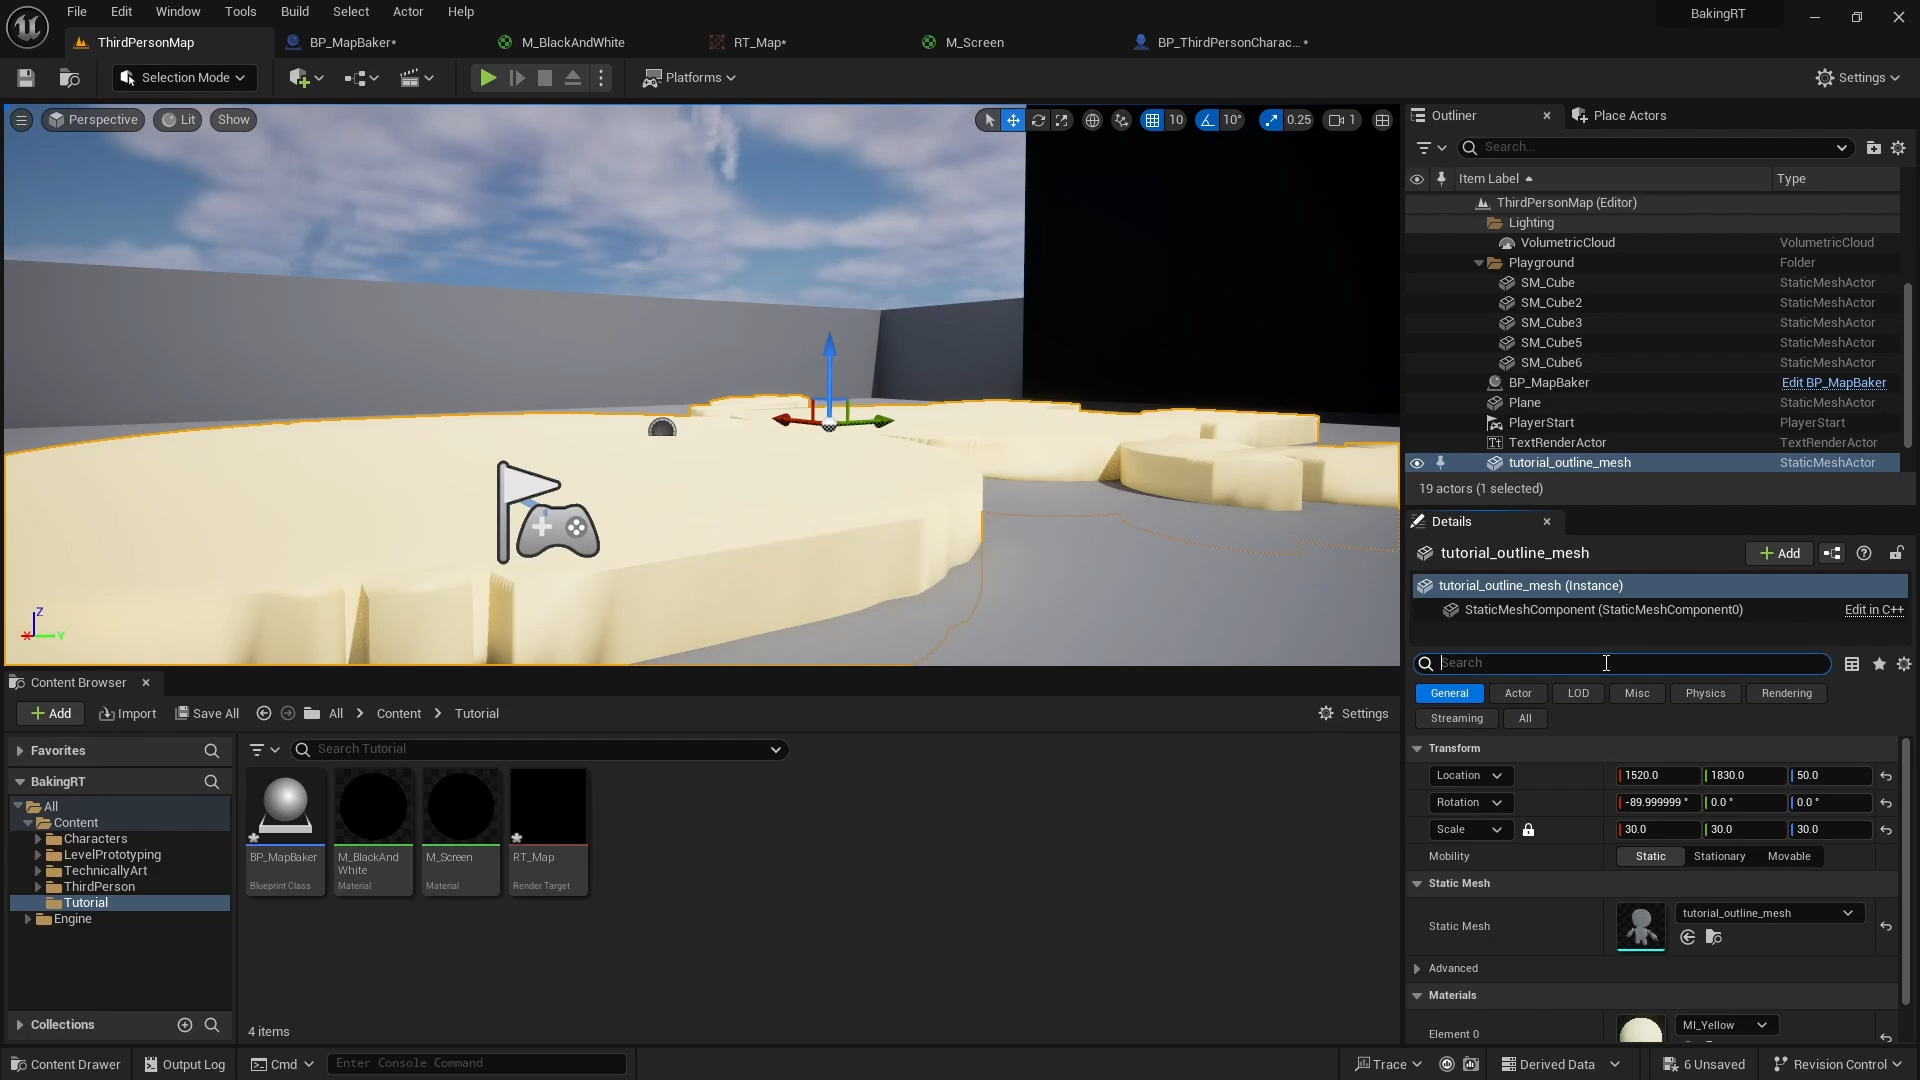 File Edit Window Tools Build Select Actor Help
BakingRT
ThirdPersonMap
BP_MapBaker*
M_BlackAndWhite
RT_Map*
M_Screen
BP_ThirdPersonCharac... *
Selection Mode
Platforms
Settings
Perspective
Lit
Show
10
10°
0.25
1
Outliner
Place Actors
Search...
Item Label
Type
ThirdPersonMap (Editor)
Lighting
VolumetricCloud VolumetricCloud
Playground Folder
SM_Cube StaticMeshActor
SM_Cube2 StaticMeshActor
SM_Cube3 StaticMeshActor
SM_Cube5 StaticMeshActor
SM_Cube6 StaticMeshActor
BP_MapBaker Edit BP_MapBaker
Plane StaticMeshActor
PlayerStart PlayerStart
TextRenderActor TextRenderActor
tutorial_outline_mesh StaticMeshActor
19 actors (1 selected)
Details
tutorial_outline_mesh
Add
tutorial_outline_mesh (Instance)
StaticMeshComponent (StaticMeshComponent0) Edit in C++
Search
General Actor LOD Misc Physics Rendering
Streaming All
Transform
Location 1520.0 1830.0 50.0
Rotation -89.999999 ° 0.0 ° 0.0 °
Scale 30.0 30.0 30.0
Mobility Static Stationary Movable
Static Mesh
Static Mesh tutorial_outline_mesh
Advanced
Materials
Element 0 MI_Yellow
Z
X
Y
Content Browser
Add Import Save All All Content Tutorial Settings
Favorites
BakingRT
All
Content
Characters
LevelPrototyping
TechnicallyArt
ThirdPerson
Tutorial
Engine
Collections
Search Tutorial
BP_MapBaker
Blueprint Class
M_BlackAnd
White
Material
M_Screen
Material
RT_Map
Render Target
4 items
Content Drawer Output Log Cmd Enter Console Command Trace Derived Data 6 Unsaved Revision Control